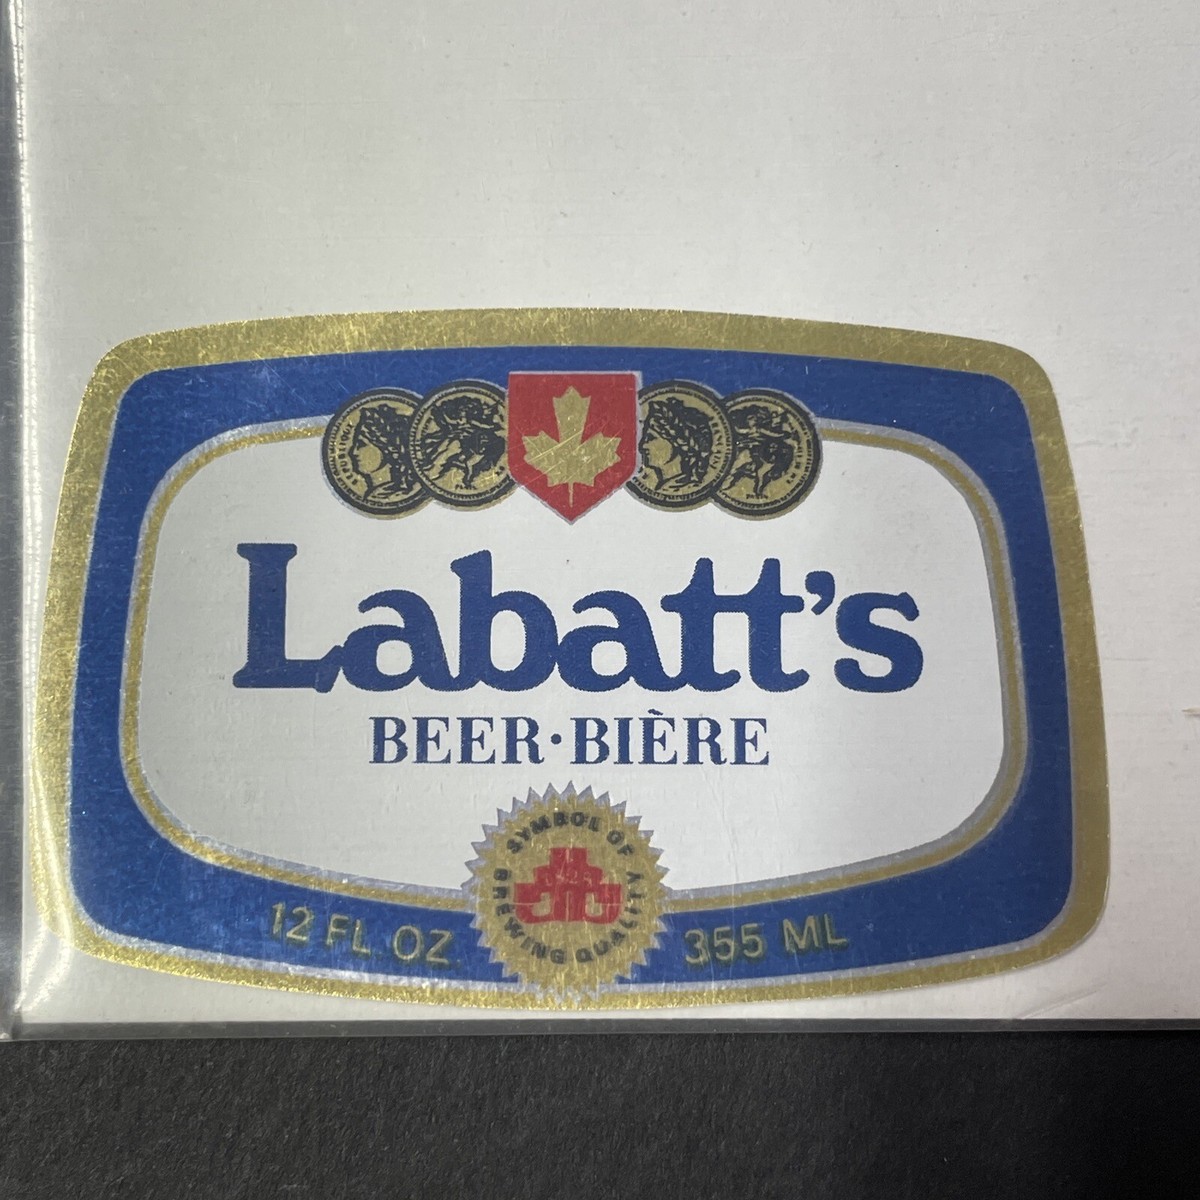 Labatt's
BEER·BIÈRE
SYMBOL OF
BREWING QUALITY
12 FL. OZ.
355 ML